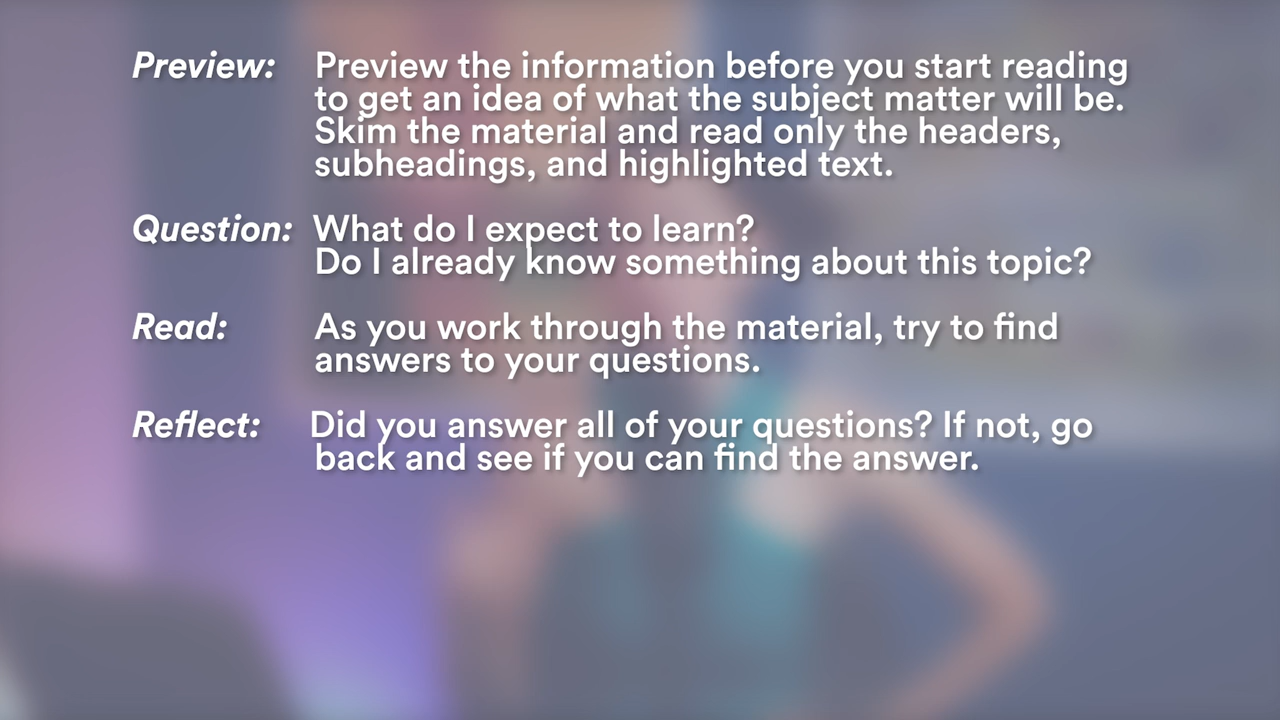 Preview: Preview the information before you start reading
to get an idea of what the subject matter will be.
Skim the material and read only the headers,
subheadings, and highlighted text.
Question: What do I expect to learn?
Do I already know something about this topic?
Read: As you work through the material, try to find
answers to your questions.
Reflect: Did you answer all of your questions? If not, go
back and see if you can find the answer.